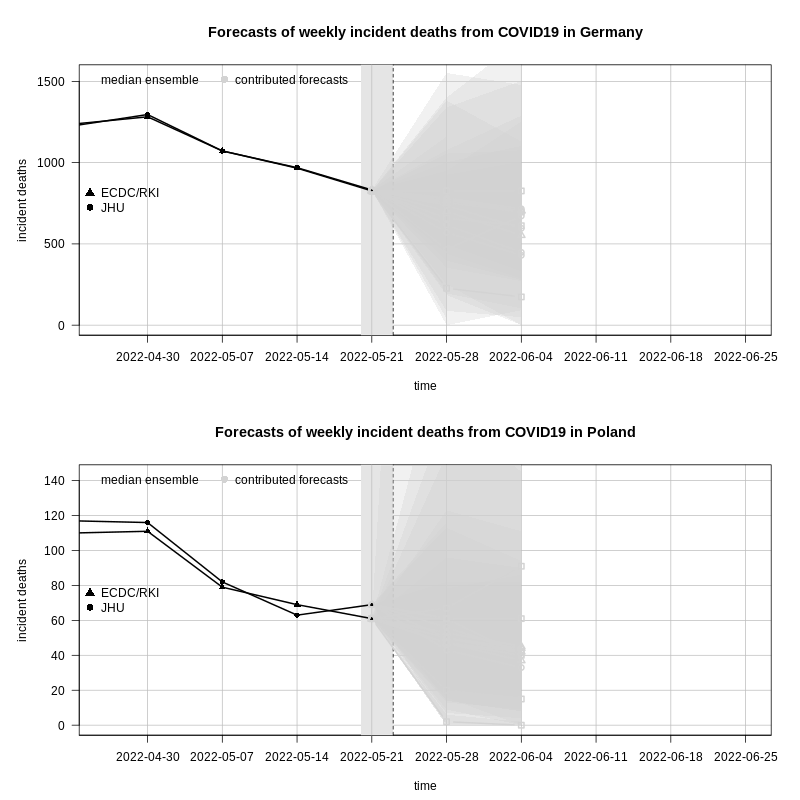 Forecasts of weekly incident deaths from COVID19 in Germany
median ensemble contributed forecasts
1500
1000
500
0
incident deaths
ECDC/RKI
JHU
2022-04-30 2022-05-07 2022-05-14 2022-05-21 2022-05-28 2022-06-04 2022-06-11 2022-06-18 2022-06-25
time
Forecasts of weekly incident deaths from COVID19 in Poland
median ensemble contributed forecasts
140
120
100
80
60
40
20
0
incident deaths
ECDC/RKI
JHU
2022-04-30 2022-05-07 2022-05-14 2022-05-21 2022-05-28 2022-06-04 2022-06-11 2022-06-18 2022-06-25
time